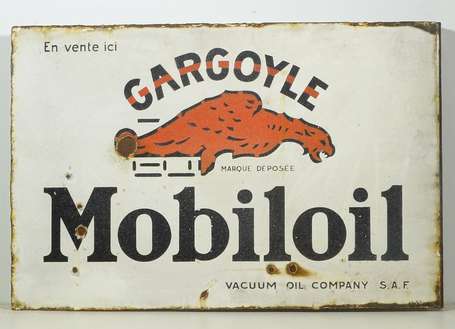 En vente ici
GARGOYLE
MARQUE DÉPOSÉE
Mobiloil
VACUUM OIL COMPANY S.A.F.